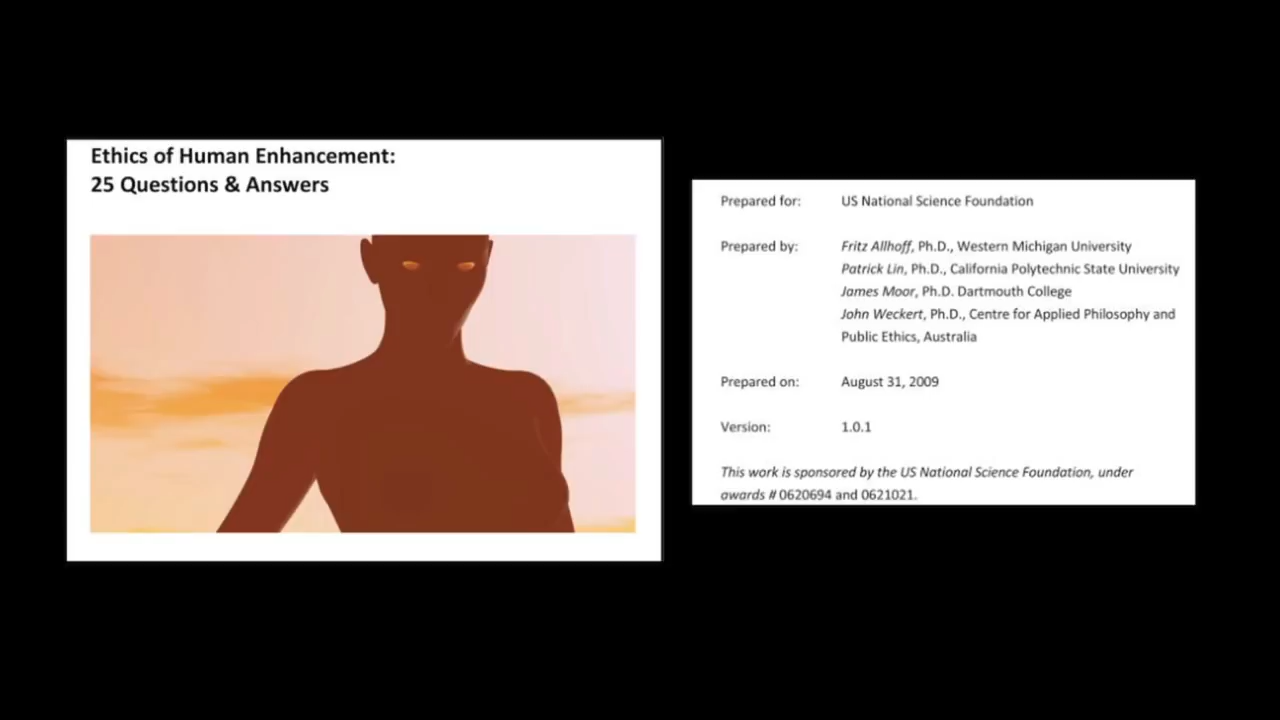 Ethics of Human Enhancement:
25 Questions & Answers
Prepared for: US National Science Foundation
Prepared by: Fritz Allhoff, Ph.D., Western Michigan University
Patrick Lin, Ph.D., California Polytechnic State University
James Moor, Ph.D. Dartmouth College
John Weckert, Ph.D., Centre for Applied Philosophy and
Public Ethics, Australia
Prepared on: August 31, 2009
Version: 1.0.1
This work is sponsored by the US National Science Foundation, under
awards # 0620694 and 0621021.